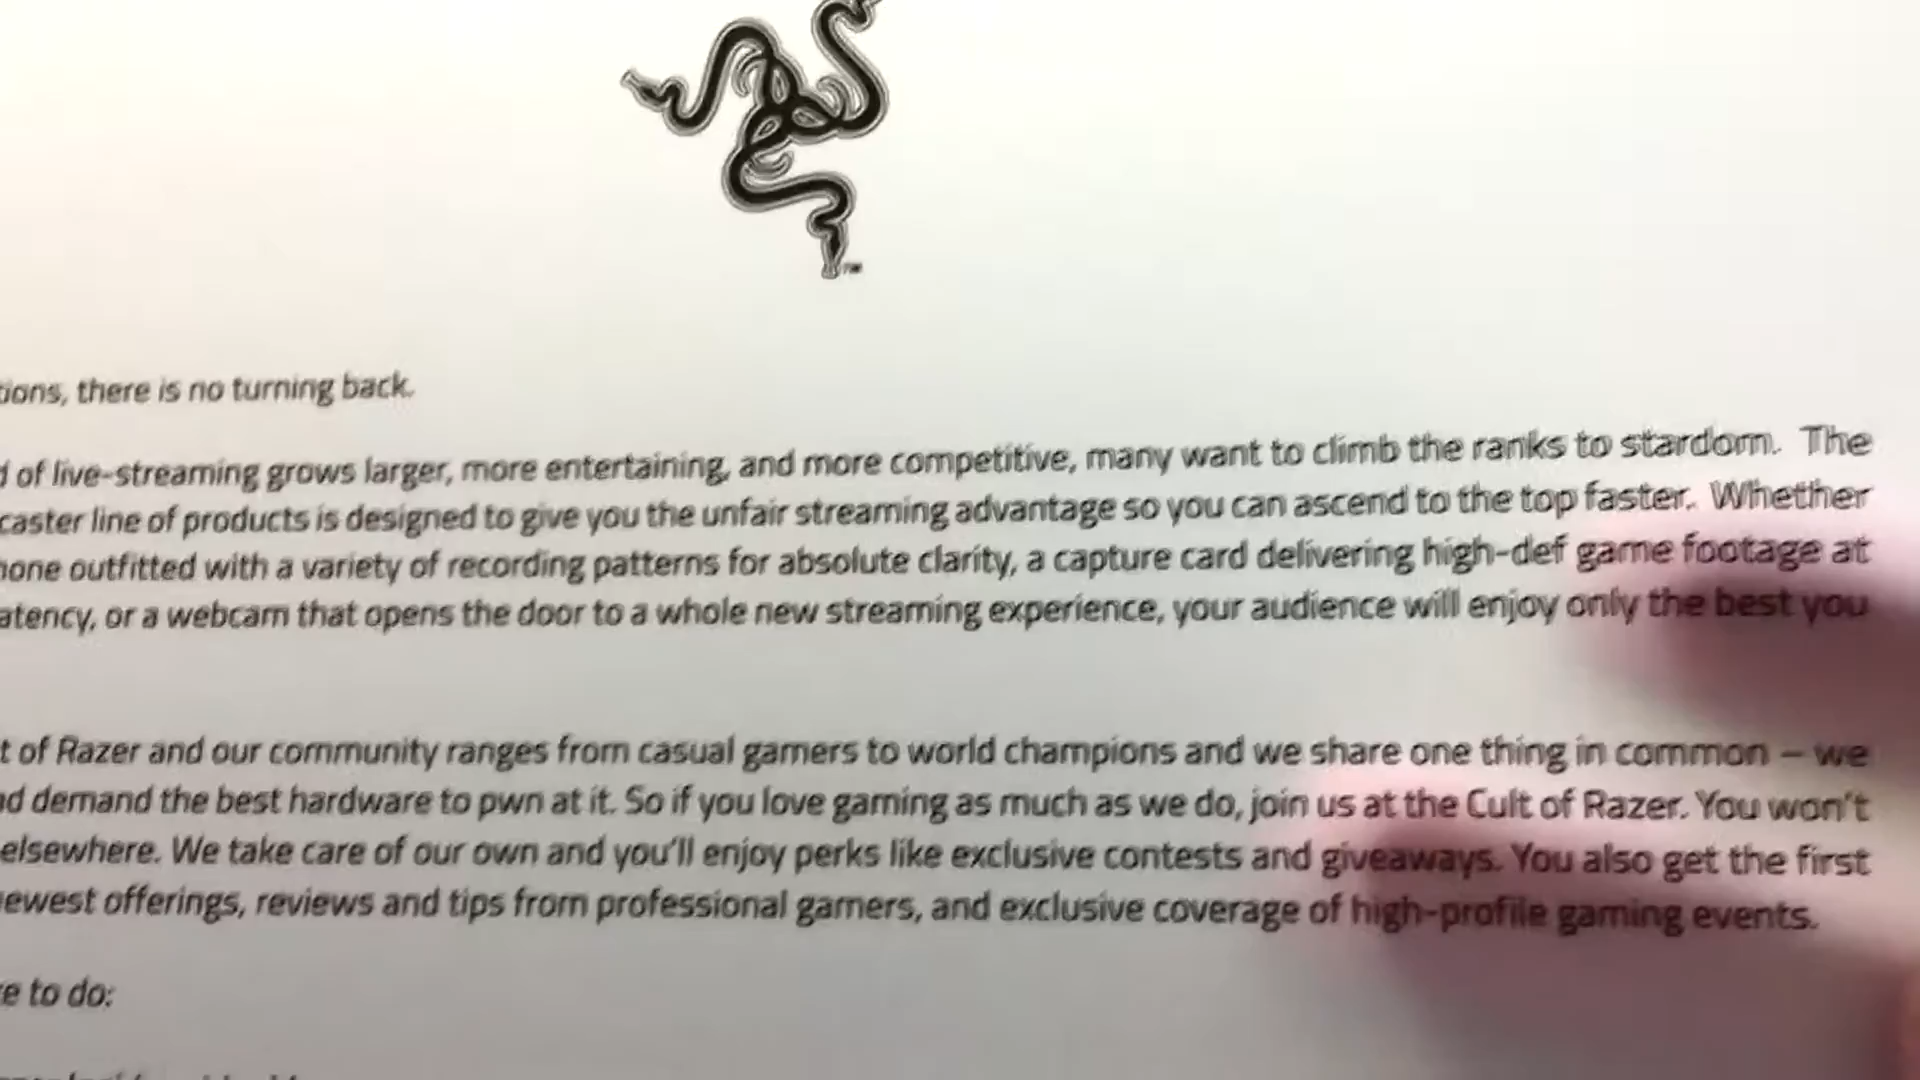 ™
tions, there is no turning back.
d of live-streaming grows larger, more entertaining, and more competitive, many want to climb the ranks to stardom. The
caster line of products is designed to give you the unfair streaming advantage so you can ascend to the top faster. Whether
hone outfitted with a variety of recording patterns for absolute clarity, a capture card delivering high-def game footage at
atency, or a webcam that opens the door to a whole new streaming experience, your audience will enjoy only the best you
t of Razer and our community ranges from casual gamers to world champions and we share one thing in common – we
nd demand the best hardware to pwn at it. So if you love gaming as much as we do, join us at the Cult of Razer. You won't
elsewhere. We take care of our own and you'll enjoy perks like exclusive contests and giveaways. You also get the first
ewest offerings, reviews and tips from professional gamers, and exclusive coverage of high-profile gaming events.
e to do: